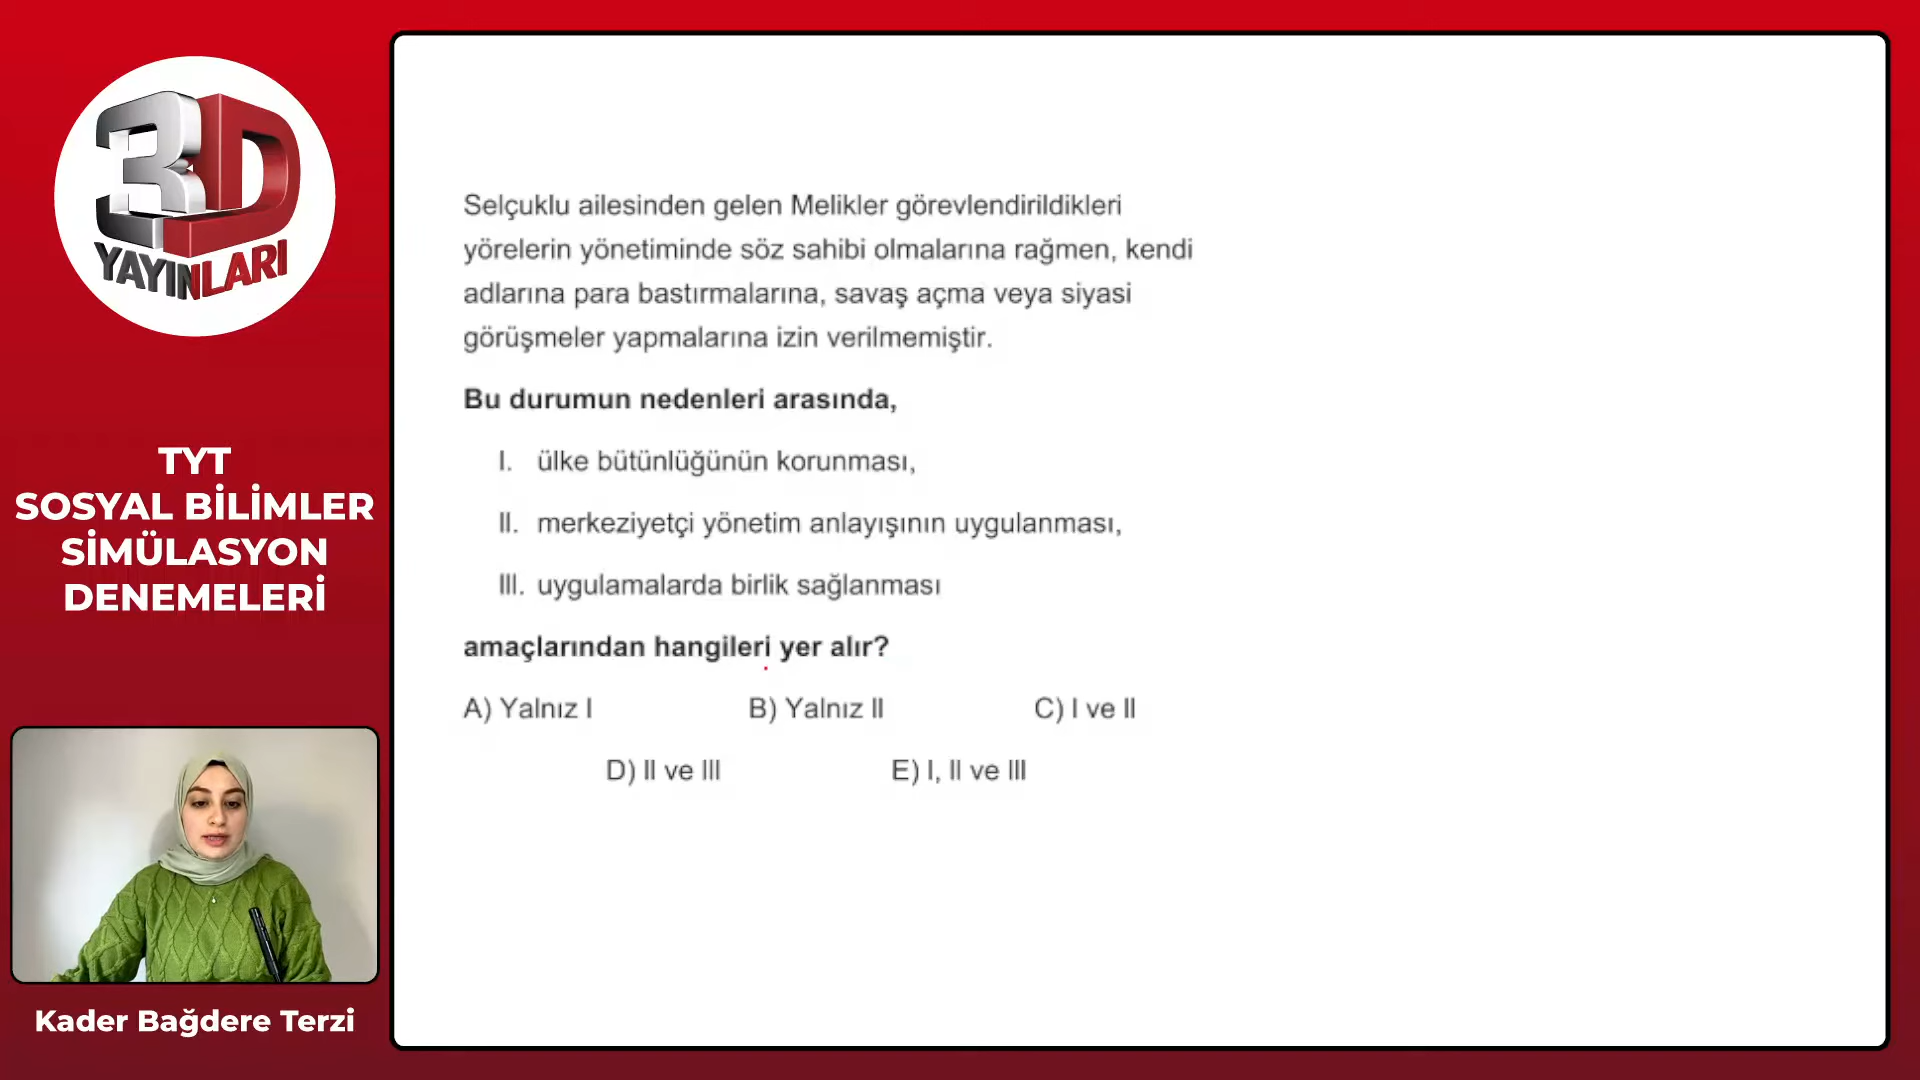 3D
YAYINLARI
TYT
SOSYAL BİLİMLER
SİMÜLASYON
DENEMELERİ
Kader Bağdere Terzi
Selçuklu ailesinden gelen Melikler görevlendirildikleri
yörelerin yönetiminde söz sahibi olmalarına rağmen, kendi
adlarına para bastırmalarına, savaş açma veya siyasi
görüşmeler yapmalarına izin verilmemiştir.
Bu durumun nedenleri arasında,
I. ülke bütünlüğünün korunması,
II. merkeziyetçi yönetim anlayışının uygulanması,
III. uygulamalarda birlik sağlanması
amaçlarından hangileri yer alır?
A) Yalnız I B) Yalnız II C) I ve II
D) II ve III E) I, II ve III